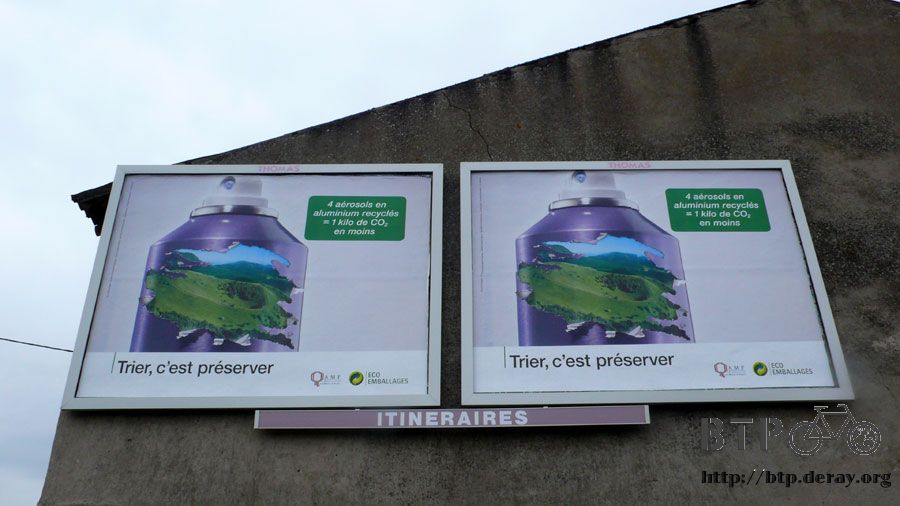 THOMAS
4 aérosols en
aluminium recyclés
= 1 kilo de CO₂
en moins
Trier, c'est préserver
AMF
ECO
EMBALLAGES
THOMAS
4 aérosols en
aluminium recyclés
= 1 kilo de CO₂
en moins
Trier, c'est préserver
AMF
ECO
EMBALLAGES
ITINERAIRES
BTP
http://btp.deray.org